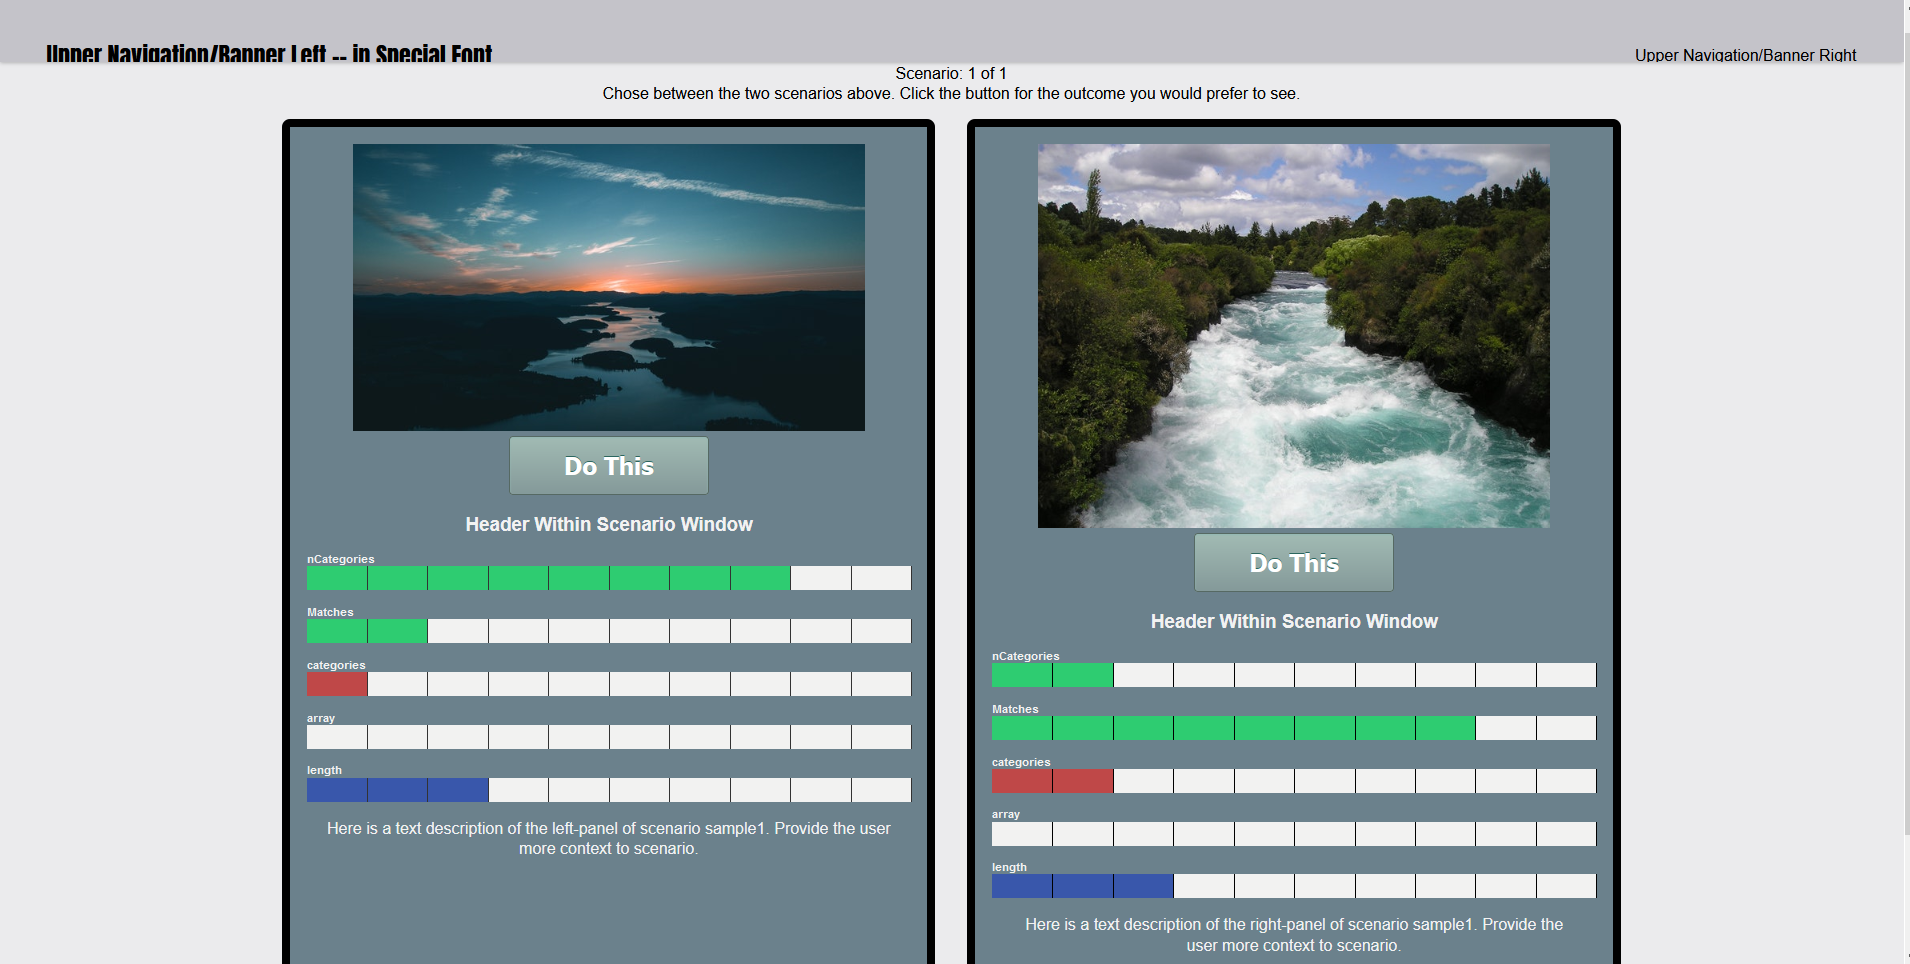 Upper Navigation/Banner Left -- in Special Font
Upper Navigation/Banner Right
Scenario: 1 of 1
Chose between the two scenarios above. Click the button for the outcome you would prefer to see.
Do This
Header Within Scenario Window
nCategories
Matches
categories
array
length
Here is a text description of the left-panel of scenario sample1. Provide the user
more context to scenario.
Do This
Header Within Scenario Window
nCategories
Matches
categories
array
length
Here is a text description of the right-panel of scenario sample1. Provide the
user more context to scenario.